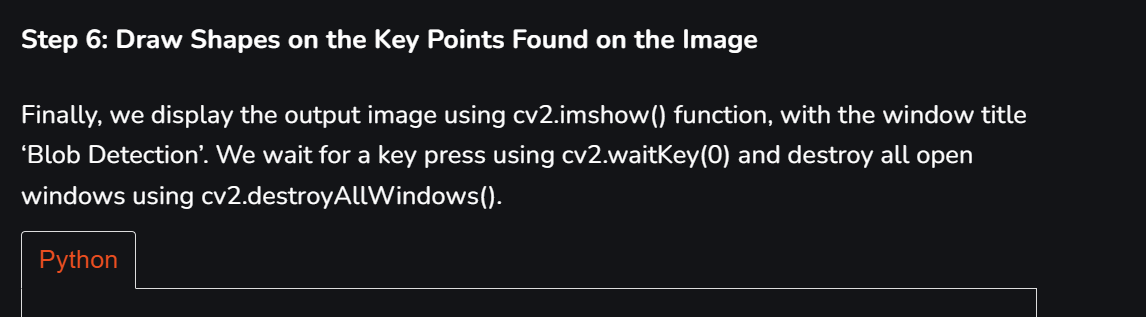 Step 6: Draw Shapes on the Key Points Found on the Image
Finally, we display the output image using cv2.imshow() function, with the window title
‘Blob Detection’. We wait for a key press using cv2.waitKey(0) and destroy all open
windows using cv2.destroyAllWindows().
Python